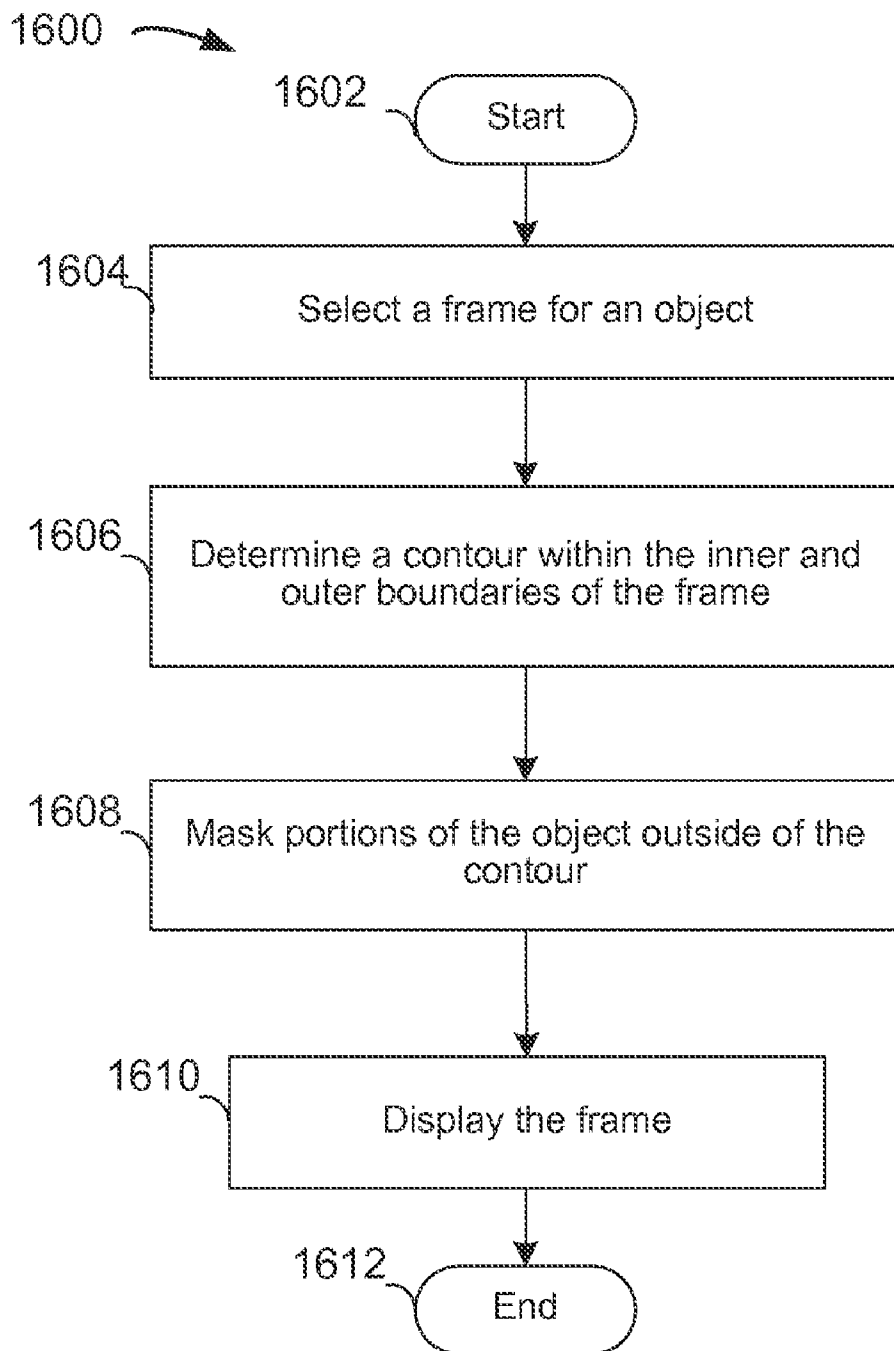 1600
1602
Start
1604
Select a frame for an object
1606
Determine a contour within the inner and
outer boundaries of the frame
1608
Mask portions of the object outside of the
contour
1610
Display the frame
1612
End